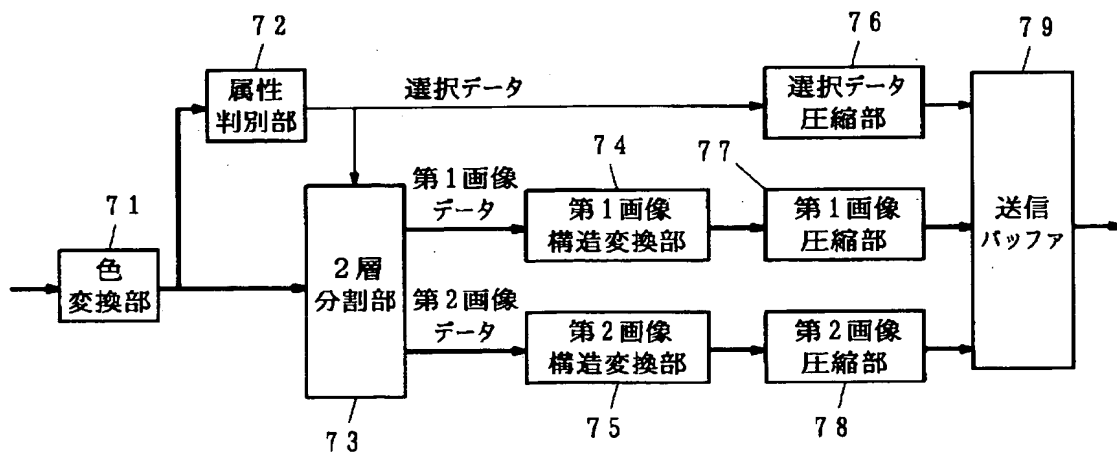 72
76
79
属性
判別部
選択データ
選択データ
圧縮部
74
77
71
第1画像
データ
第1画像
構造変換部
第1画像
圧縮部
送信
バッファ
色
変換部
2層
分割部
第2画像
データ
第2画像
構造変換部
第2画像
圧縮部
73
75
78